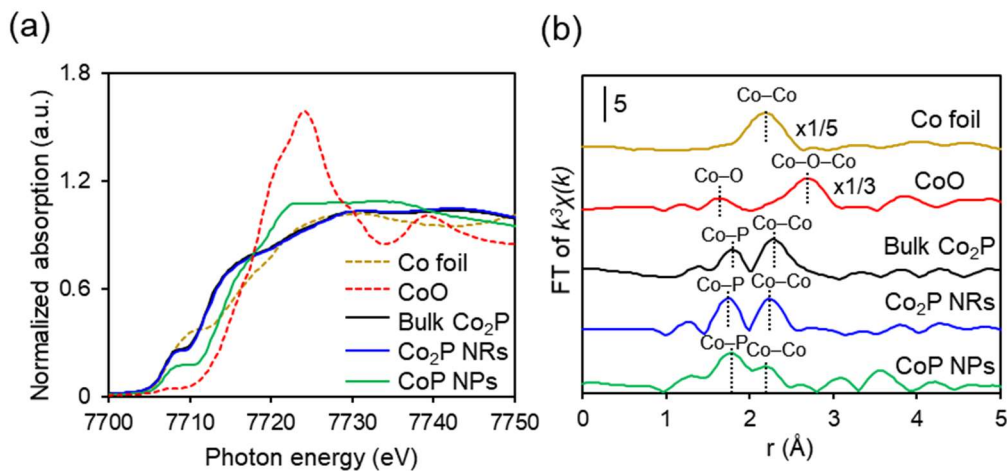 (a)
Normalized absorption (a.u.)
1.8
1.2
0.6
0
Co foil
CoO
Bulk Co₂P
Co₂P NRs
CoP NPs
7700 7710 7720 7730 7740 7750
Photon energy (eV)
(b)
FT of k³χ(k)
5
Co–Co
x1/5
Co foil
Co–O
Co–O–Co
x1/3
CoO
Co–P
Co–Co
Bulk Co₂P
Co–P
Co–Co
Co₂P NRs
Co–P
Co–Co
CoP NPs
0 1 2 3 4 5
r (Å)